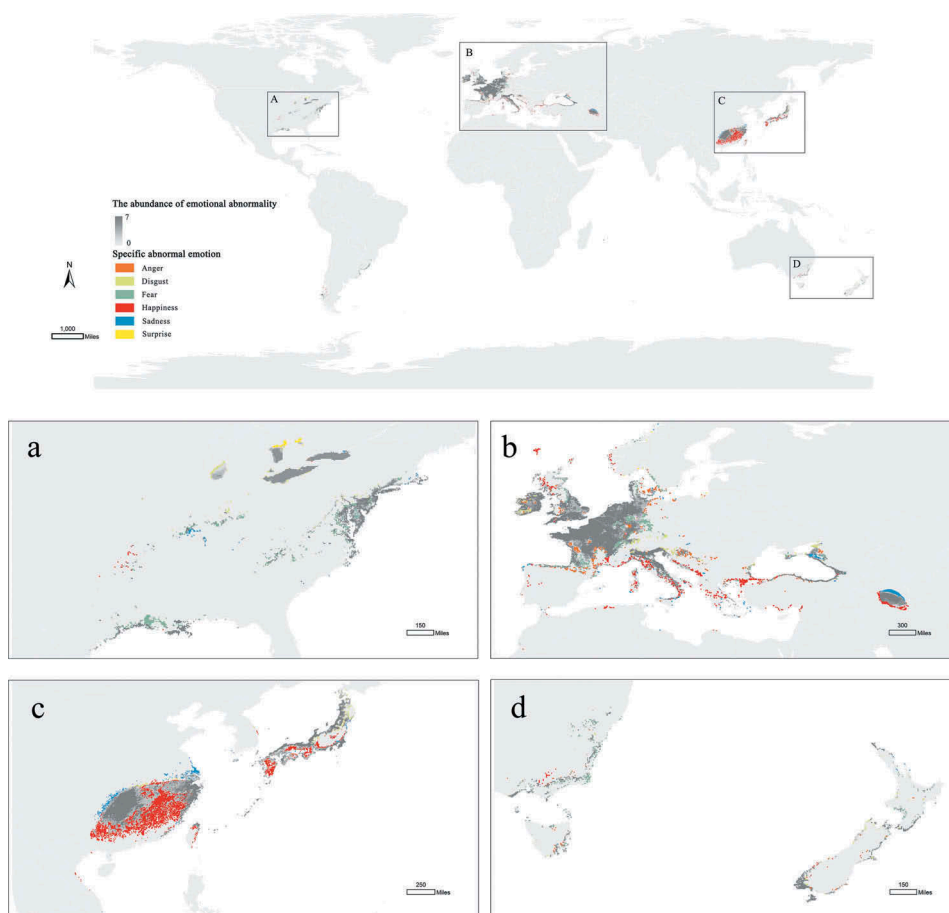 A
B
C
D
The abundance of emotional abnormality
7
0
Specific abnormal emotion
Anger
Disgust
Fear
Happiness
Sadness
Surprise
N
1,000
Miles
a
150
Miles
b
300
Miles
c
250
Miles
d
150
Miles